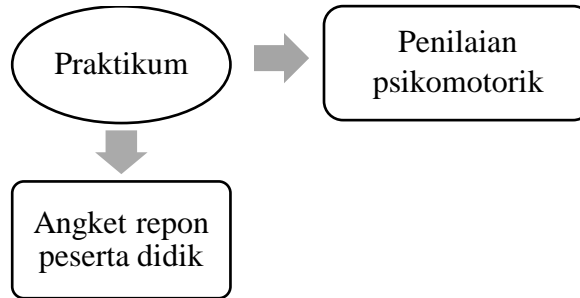 Praktikum
Penilaian
psikomotorik
Angket repon
peserta didik